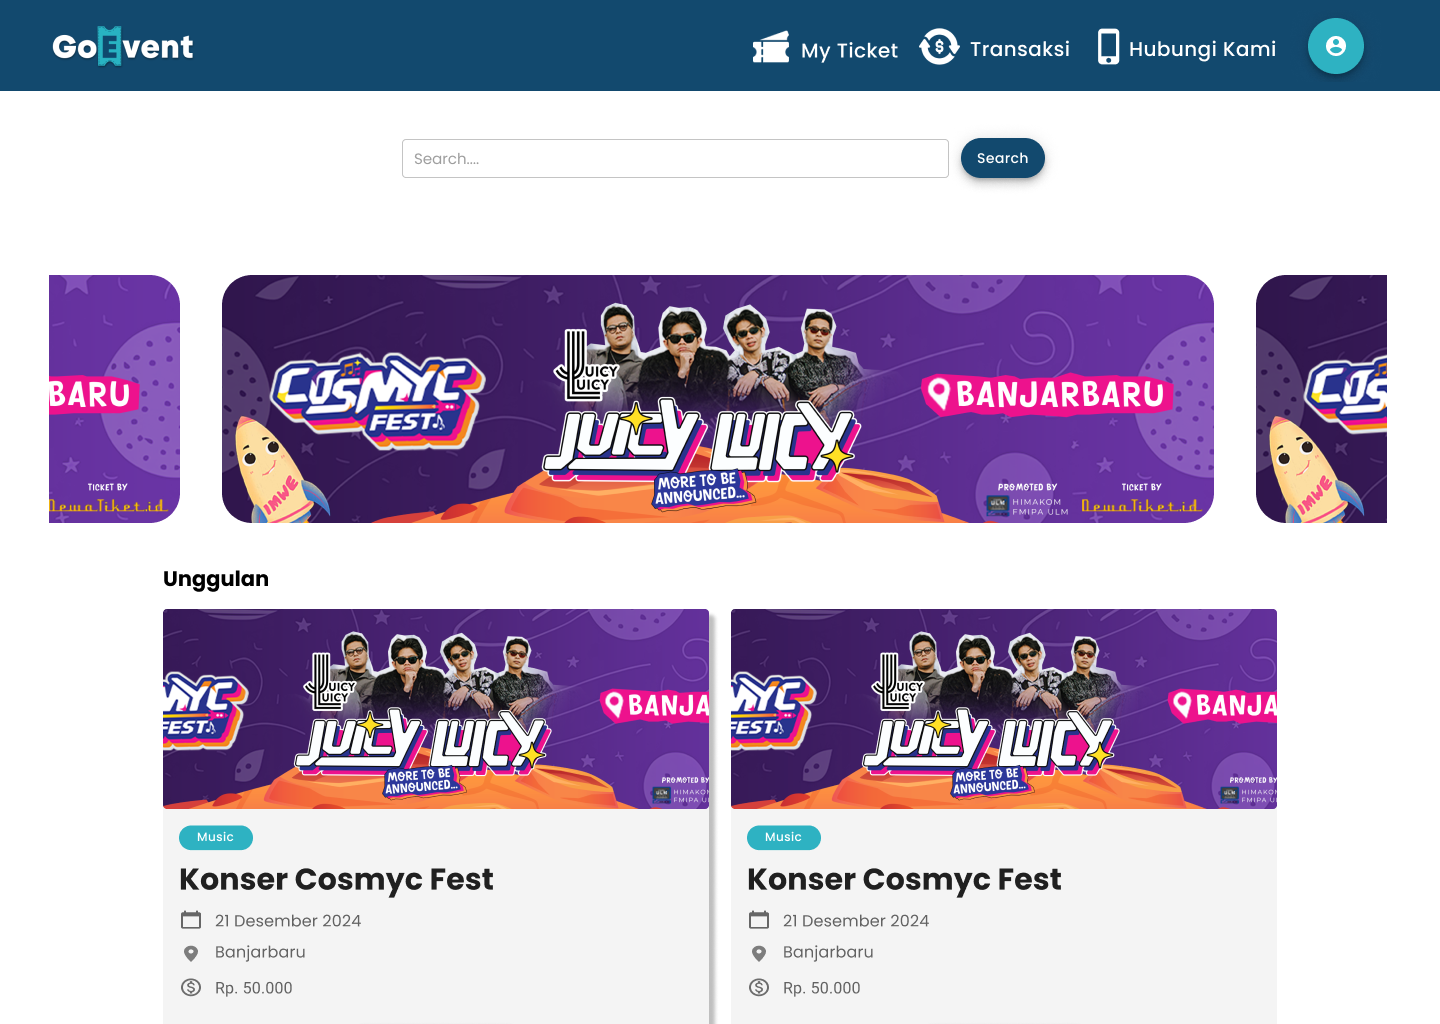 GoEvent
My Ticket
Transaksi
Hubungi Kami
Search....
Search
BARU
TICKET BY
DewaTiket.id
COSMYC
FEST
IMWE
JUICY
LUICY
JUICY LUICY
MORE TO BE
ANNOUNCED...
BANJARBARU
PROMOTED BY
HIMAKOM
FMIPA ULM
TICKET BY
DewaTiket.id
COS
IMWE
Unggulan
MYC
FEST
JUICY
LUICY
JUICY LUICY
MORE TO BE
ANNOUNCED...
BANJA
PROMOTED BY
HIMAKOM
FMIPA UL
MYC
FEST
JUICY
LUICY
JUICY LUICY
MORE TO BE
ANNOUNCED...
BANJA
PROMOTED BY
HIMAKOM
FMIPA UL
Music
Konser Cosmyc Fest
21 Desember 2024
Banjarbaru
Rp. 50.000
Music
Konser Cosmyc Fest
21 Desember 2024
Banjarbaru
Rp. 50.000